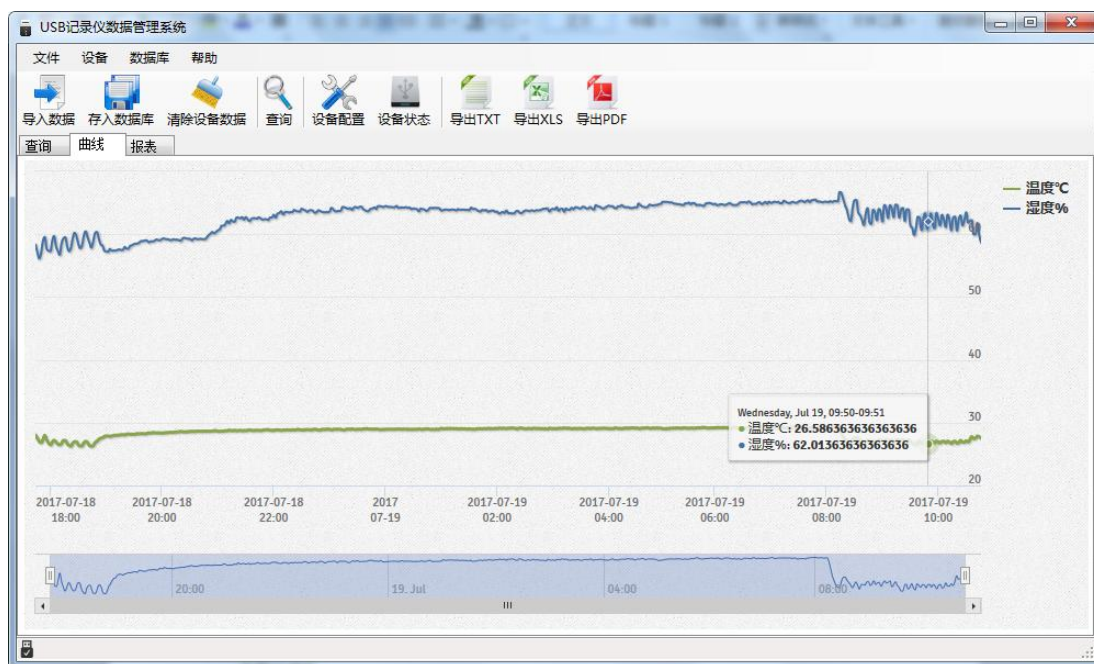 USB记录仪数据管理系统
文件 设备 数据库 帮助
导入数据 存入数据库 清除设备数据 查询 设备配置 设备状态 导出TXT 导出XLS 导出PDF
查询 曲线 报表
温度℃
湿度%
60
50
40
30
20
Wednesday, Jul 19, 09:50-09:51
温度℃: 26.586363636363636
湿度%: 62.01363636363636
2017-07-18 2017-07-18 2017-07-18 2017 2017-07-19 2017-07-19 2017-07-19 2017-07-19 2017-07-19
18:00 20:00 22:00 07-19 02:00 04:00 06:00 08:00 10:00
20:00 19. Jul 04:00 08:00